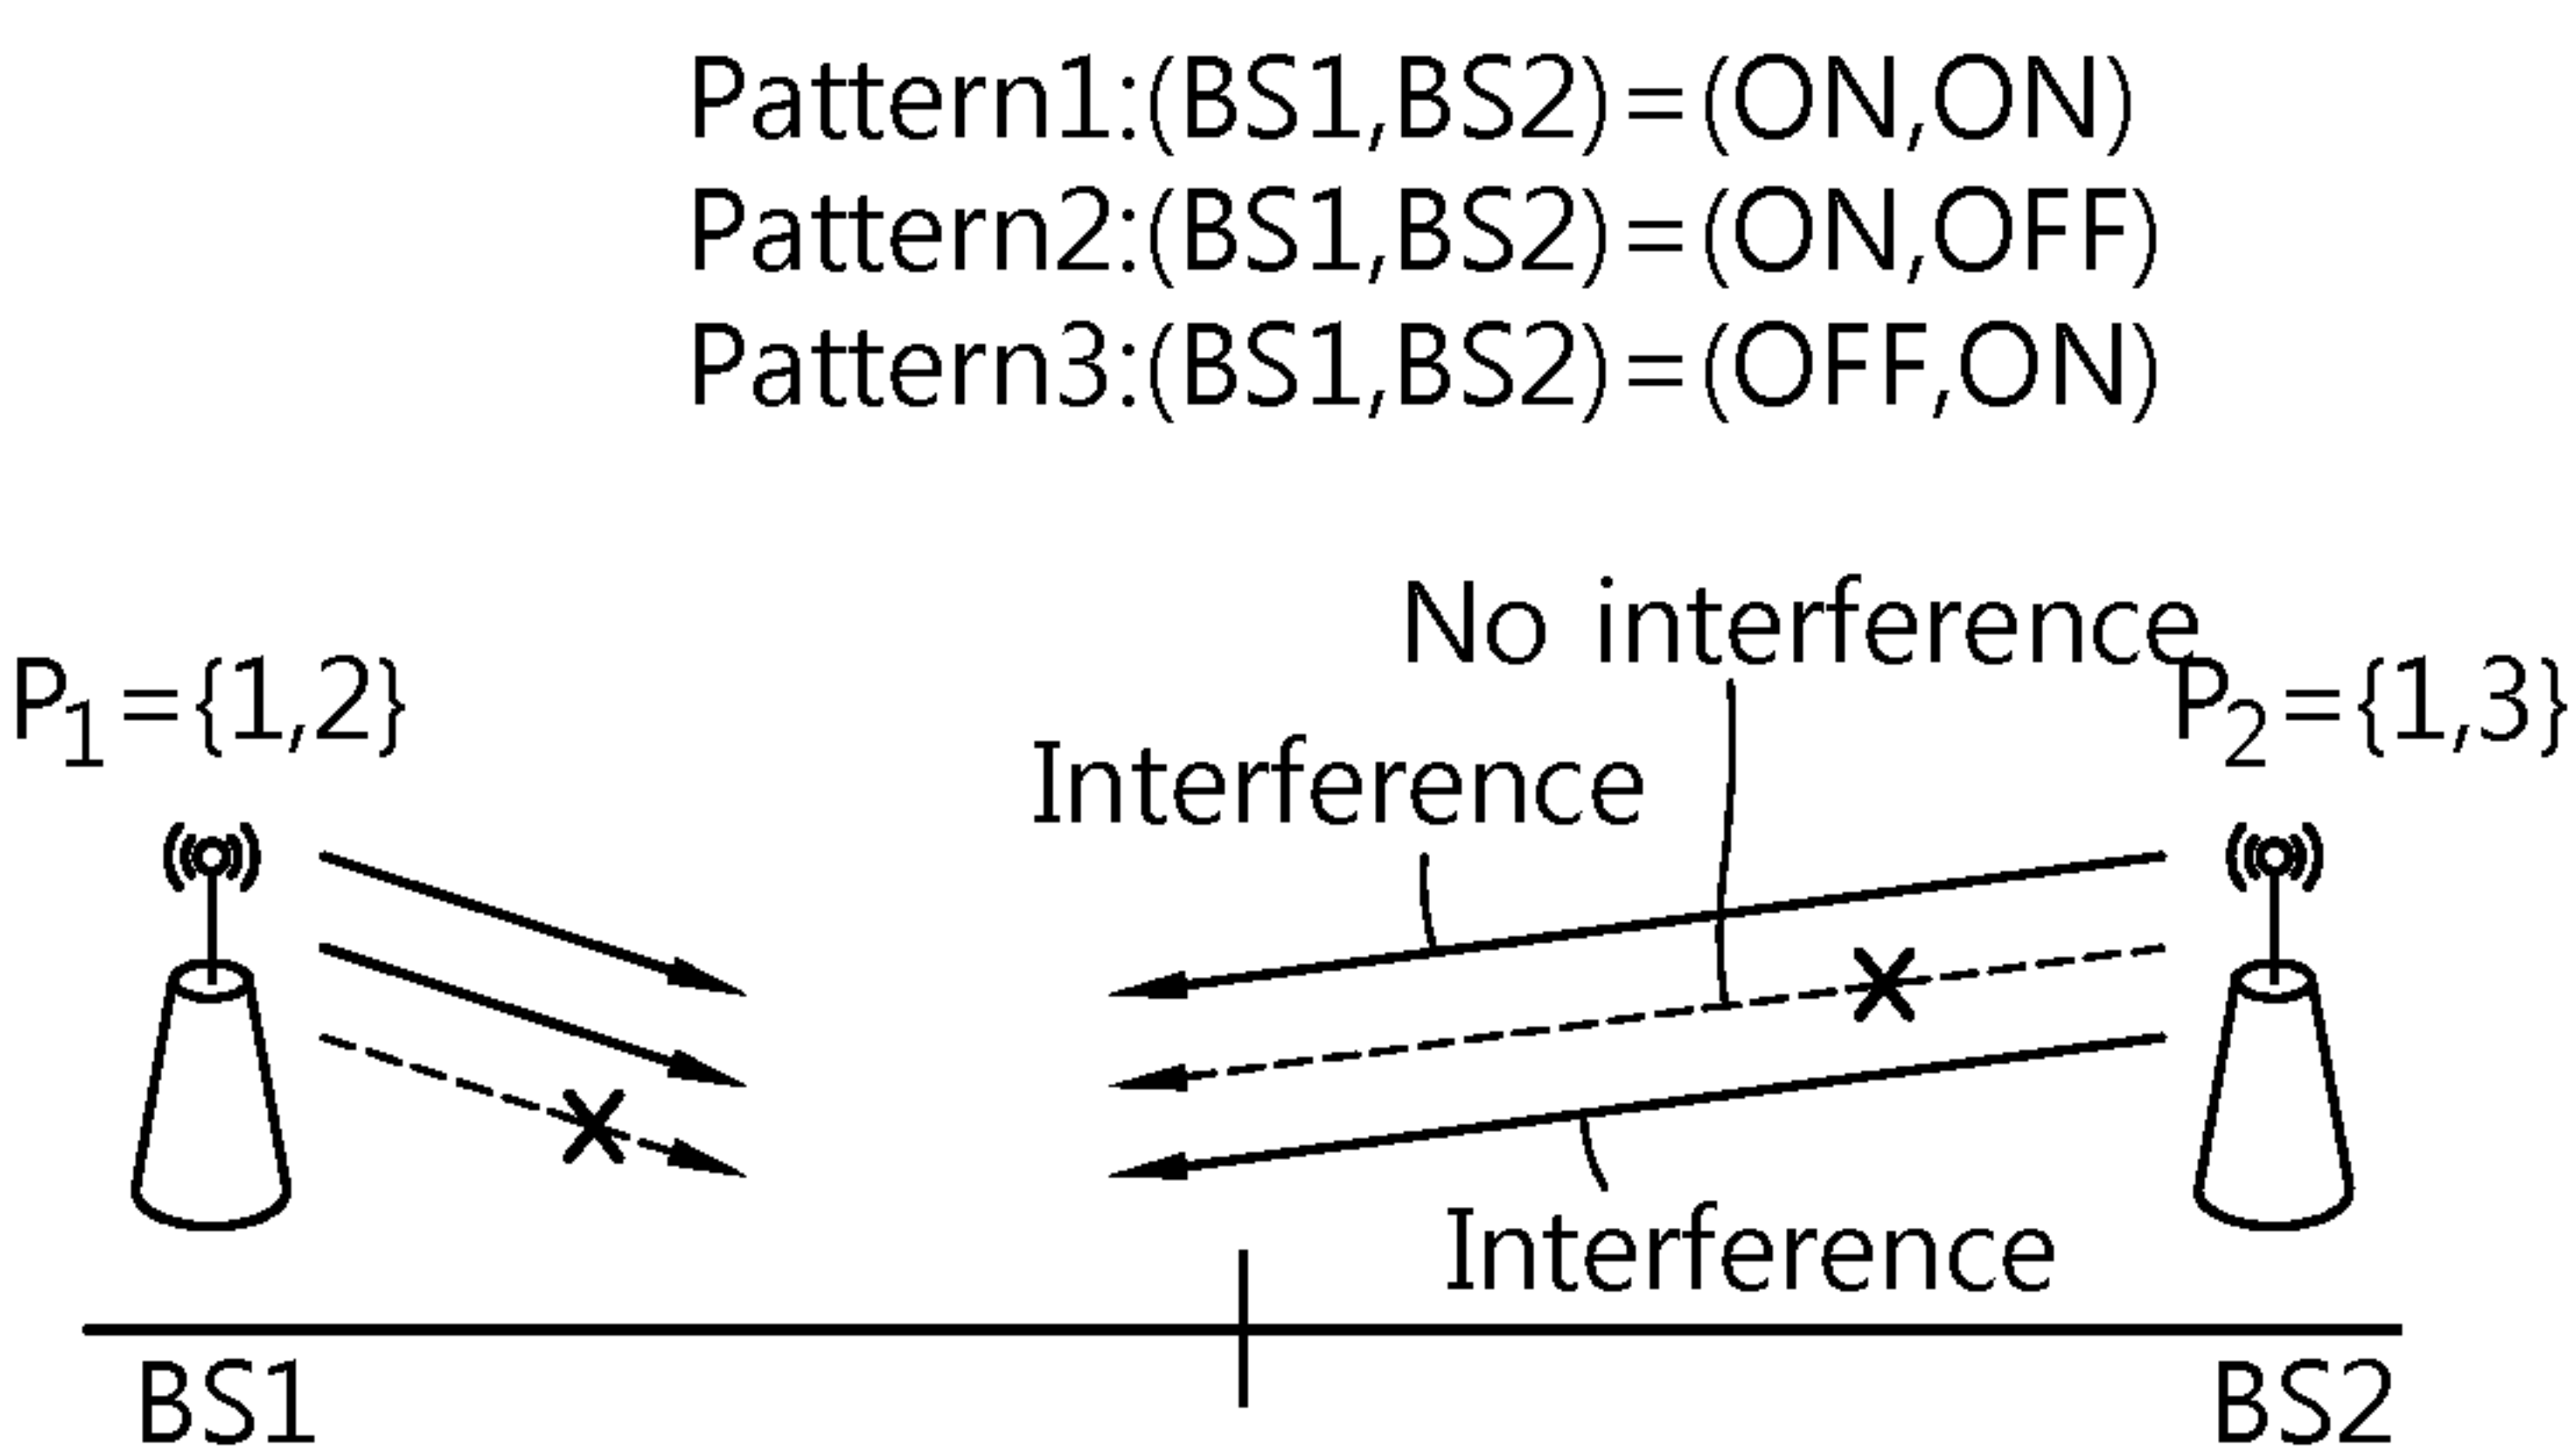 Pattern1:(BS1,BS2)=(ON,ON)
Pattern2:(BS1,BS2)=(ON,OFF)
Pattern3:(BS1,BS2)=(OFF,ON)
No interference
P1={1,2}
P2={1,3}
Interference
Interference
BS1
BS2